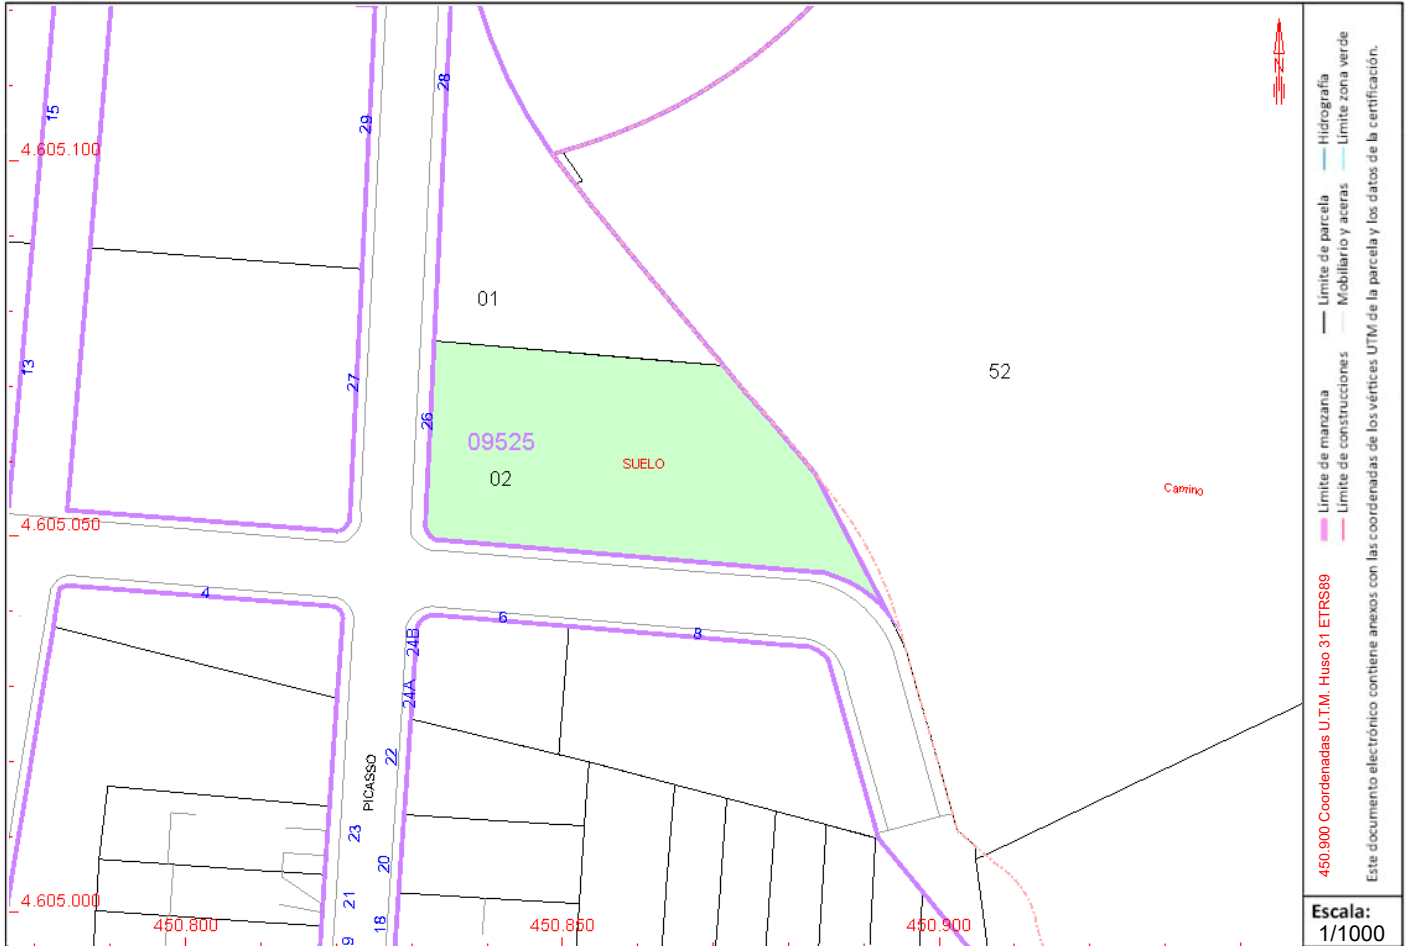 15
29
28
4.605.100
01
13
27
26
52
09525
02
SUELO
Camino
4.605.050
4
6
8
24B
24A
22
PICASSO
23
20
21
18
9
4.605.000
450.800
450.850
450.900
N
Límite de manzana
Límite de parcela
Hidrografía
Límite de construcciones
Mobiliario y aceras
Límite zona verde
450.900 Coordenadas U.T.M. Huso 31 ETRS89
Este documento electrónico contiene anexos con las coordenadas de los vértices UTM de la parcela y los datos de la certificación.
Escala:
1/1000